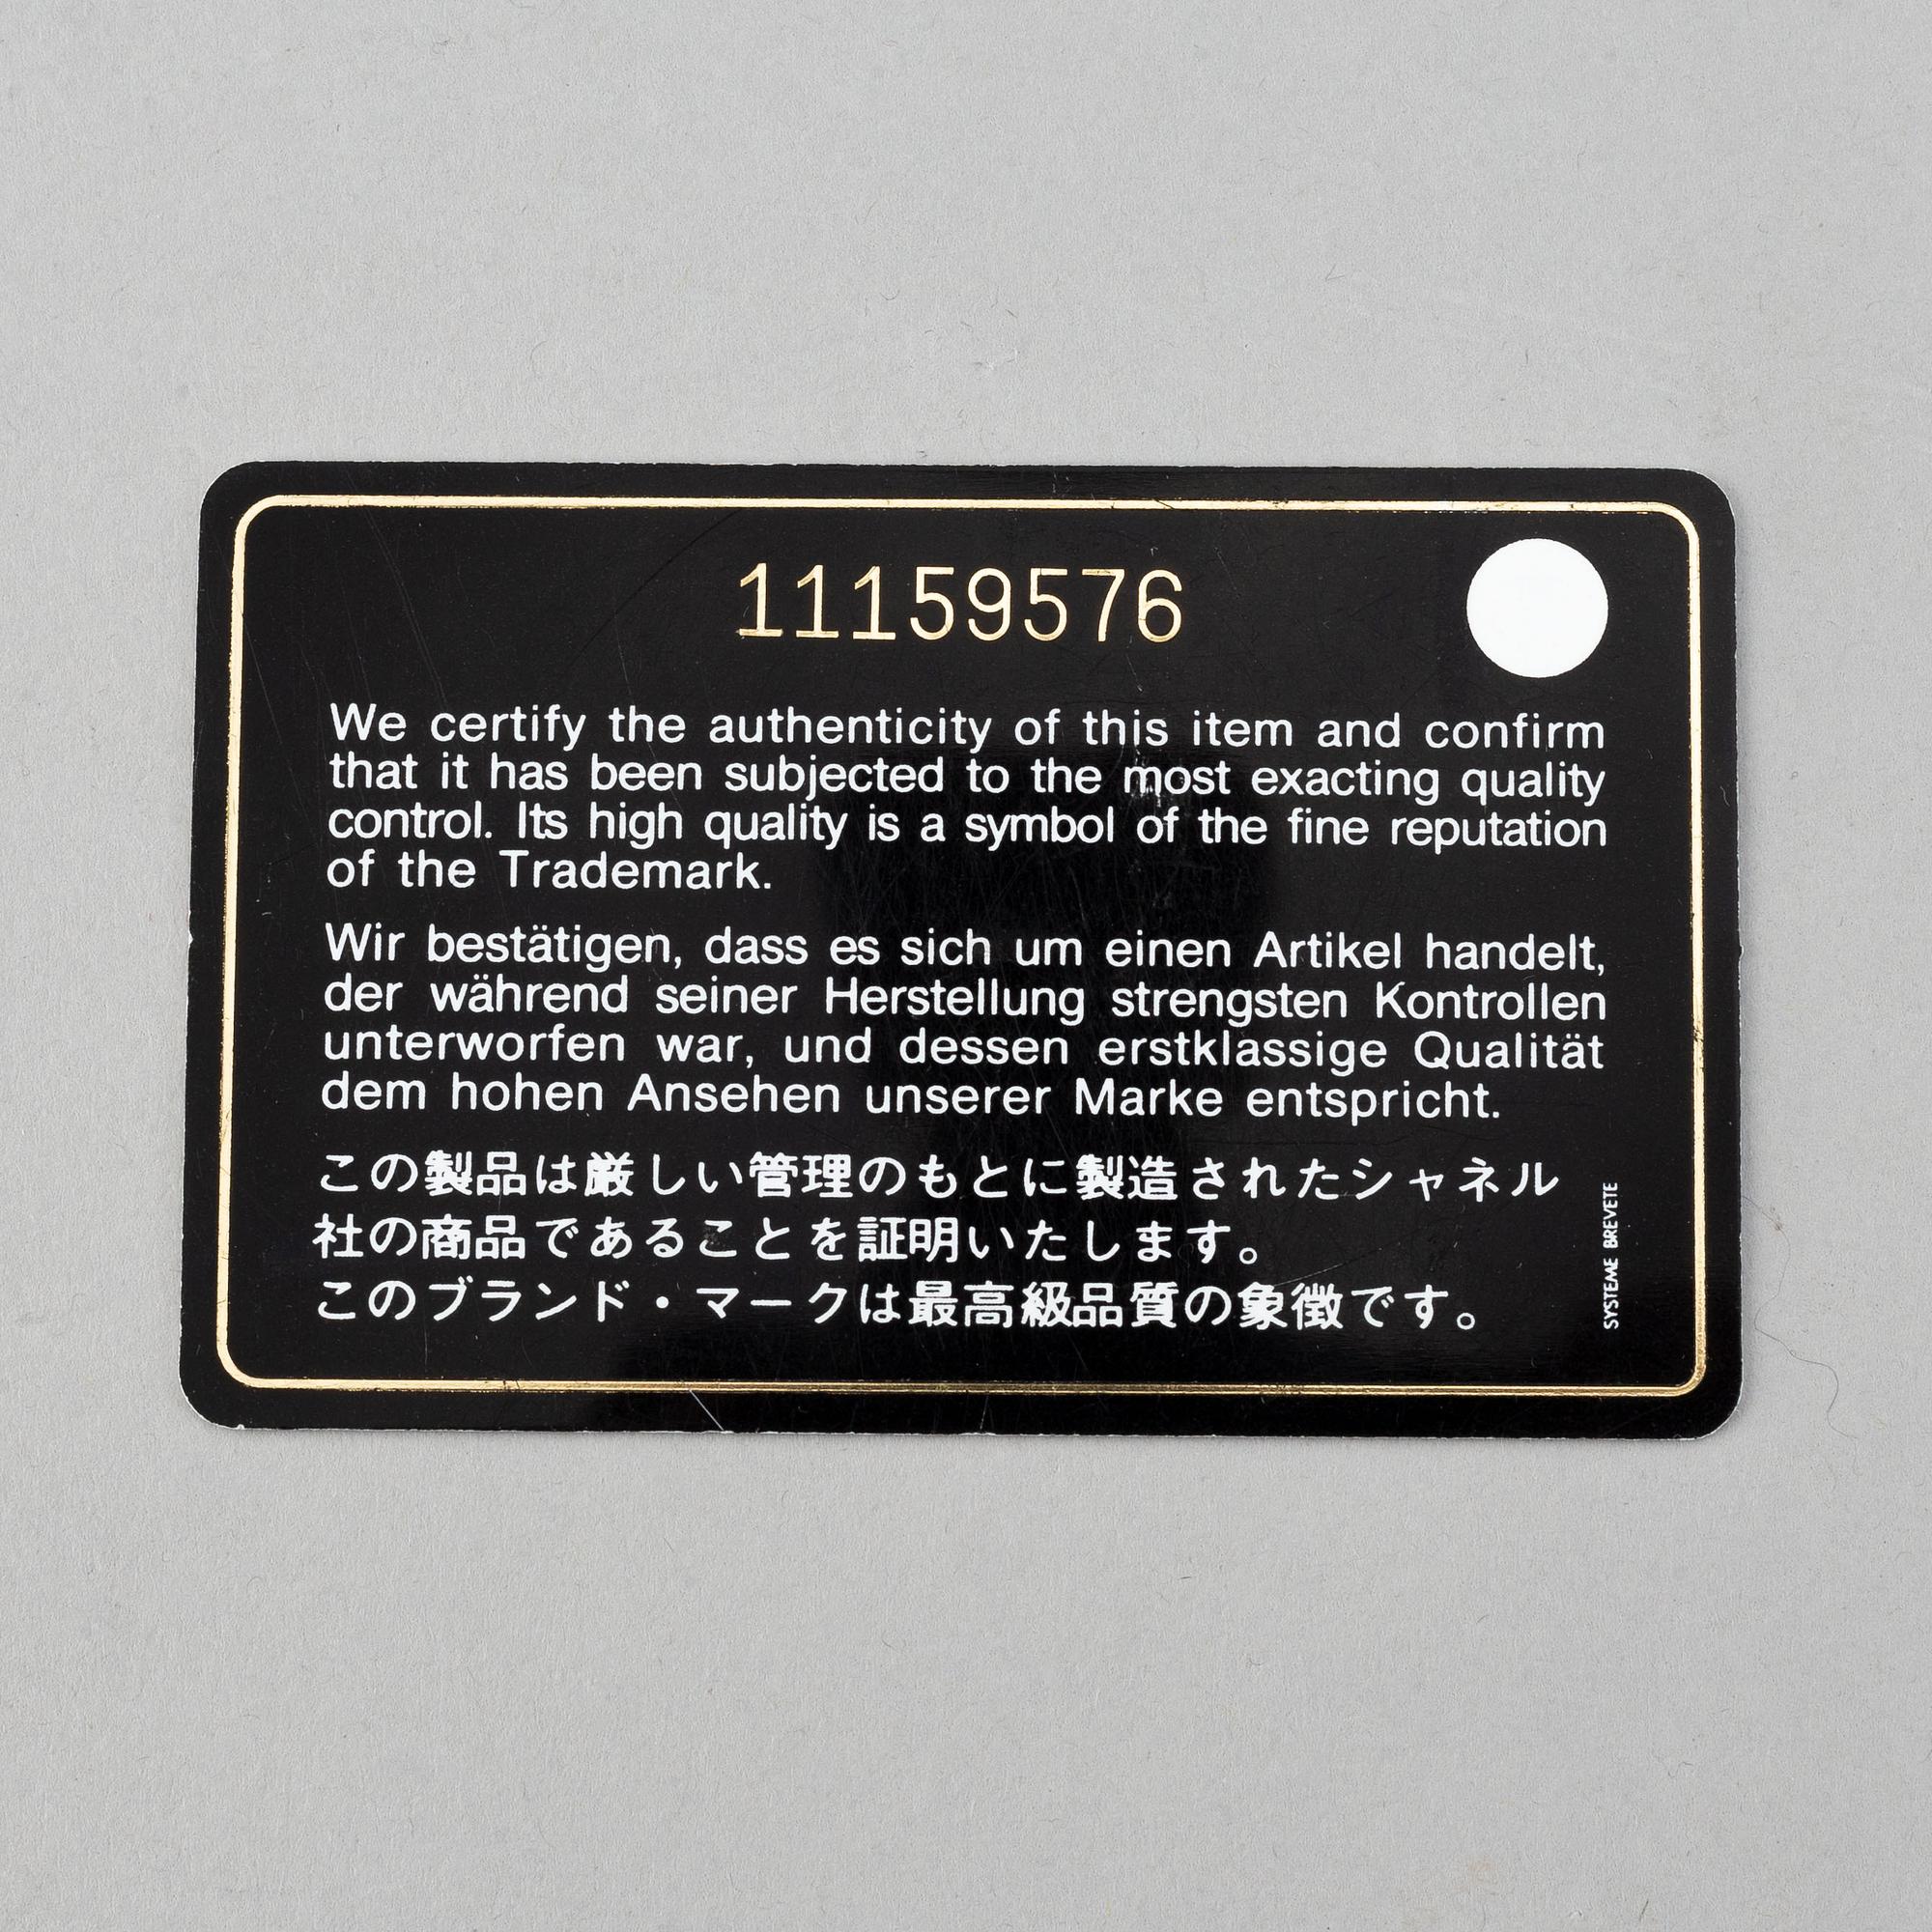 11159576
We certify the authenticity of this item and confirm
that it has been subjected to the most exacting quality
control. Its high quality is a symbol of the fine reputation
of the Trademark.
Wir bestätigen, dass es sich um einen Artikel handelt,
der während seiner Herstellung strengsten Kontrollen
unterworfen war, und dessen erstklassige Qualität
dem hohen Ansehen unserer Marke entspricht.
この製品は厳しい管理のもとに製造されたシャネル
社の商品であることを証明いたします。
このブランド・マークは最高級品質の象徴です。
SYSTEME BREVETE